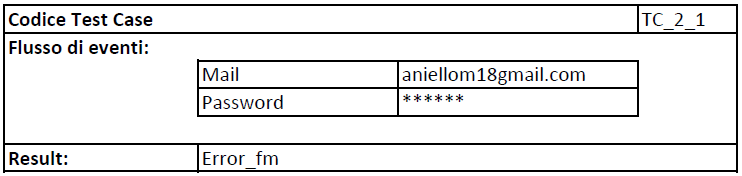 Codice Test Case TC_2_1
Flusso di eventi:
Mail aniellom18gmail.com
Password ******
Result: Error_fm